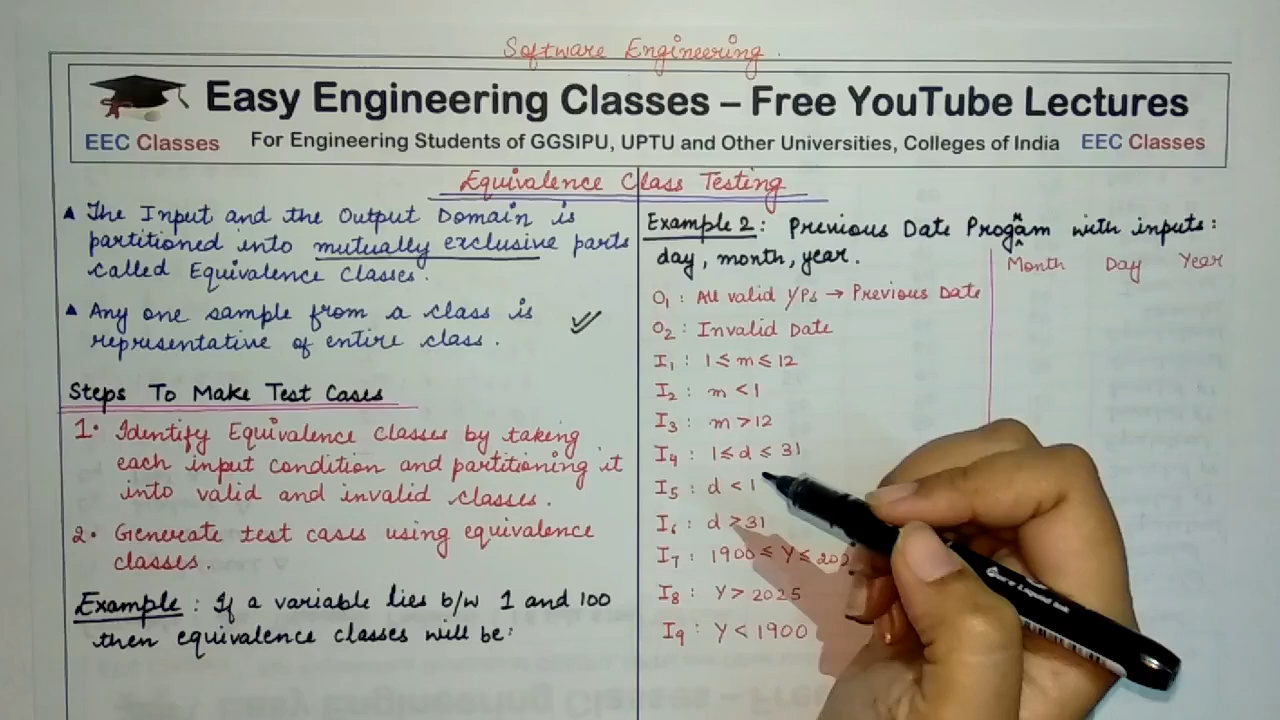 Software Engineering.
Easy Engineering Classes – Free YouTube Lectures
EEC Classes For Engineering Students of GGSIPU, UPTU and Other Universities, Colleges of India EEC Classes
Equivalence Class Testing
▲ The Input and the Output Domain is
partitioned into mutually exclusive parts
called Equivalence Classes.
▲ Any one sample from a class is
representative of entire class.
Steps To Make Test Cases
1. Identify Equivalence classes by taking
each input condition and partitioning it
into valid and invalid classes.
2. Generate test cases using equivalence
classes.
Example: If a variable lies b/w 1 and 100
then equivalence classes will be:
Example 2: Previous Date Program with inputs:
day, month, year.
Month Day Year
O1: All valid I/Ps → Previous Date
O2: Invalid Date
I1: 1 ≤ m ≤ 12
I2: m < 1
I3: m > 12
I4: 1 ≤ d ≤ 31
I5: d < 1
I6: d > 31
I7: 1900 ≤ Y ≤ 202
I8: Y > 2025
I9: Y < 1900